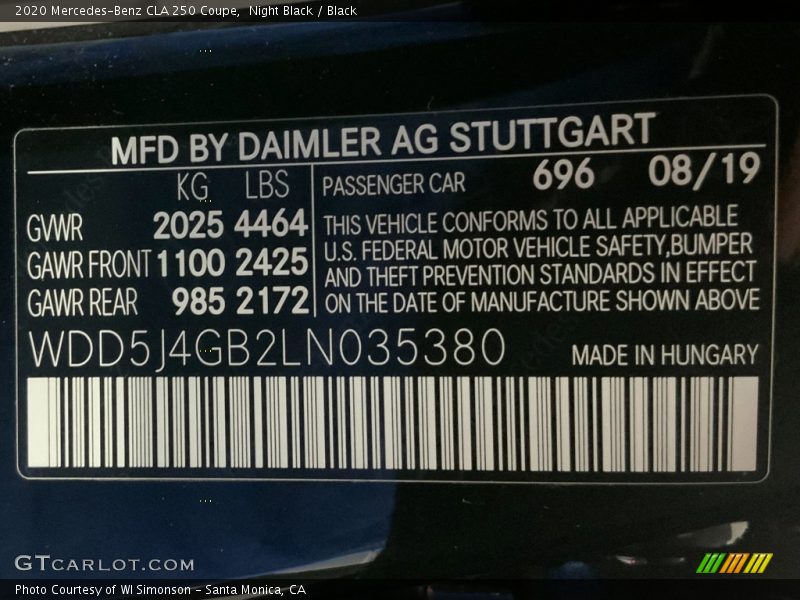 2020 Mercedes-Benz CLA 250 Coupe, Night Black / Black
MFD BY DAIMLER AG STUTTGART
KG LBS
GVWR 2025 4464
GAWR FRONT 1100 2425
GAWR REAR 985 2172
PASSENGER CAR 696 08/19
THIS VEHICLE CONFORMS TO ALL APPLICABLE
U.S. FEDERAL MOTOR VEHICLE SAFETY,BUMPER
AND THEFT PREVENTION STANDARDS IN EFFECT
ON THE DATE OF MANUFACTURE SHOWN ABOVE
WDD5J4GB2LN035380
MADE IN HUNGARY
GTCARLOT.COM
Photo Courtesy of WI Simonson - Santa Monica, CA